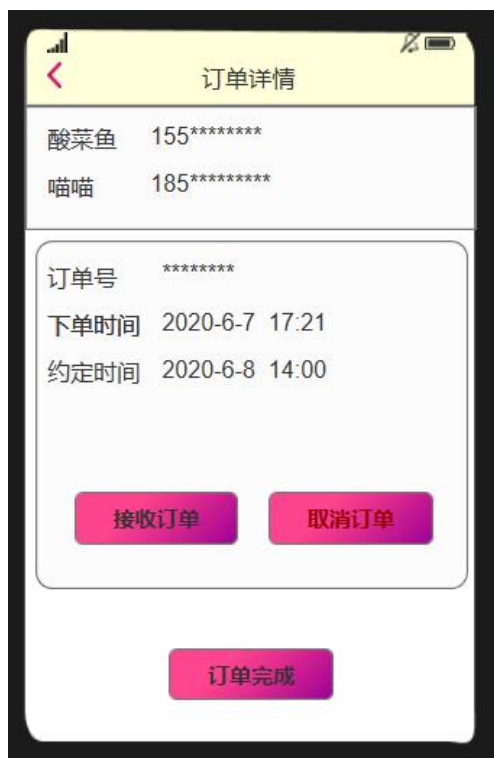 订单详情
酸菜鱼 155********
喵喵 185*********
订单号 ********
下单时间 2020-6-7 17:21
约定时间 2020-6-8 14:00
接收订单 取消订单
订单完成